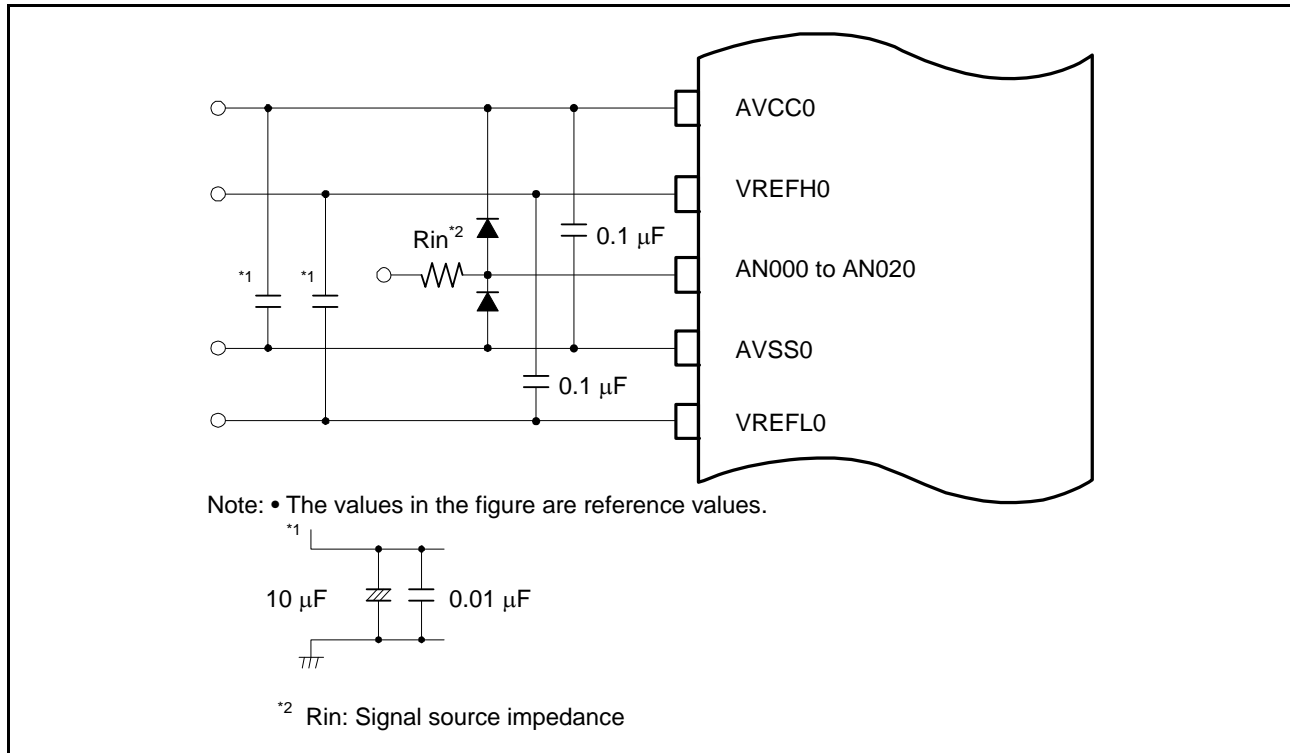 AVCC0
VREFH0
Rin*2
0.1 μF
*1
*1
AN000 to AN020
AVSS0
0.1 μF
VREFL0
Note: • The values in the figure are reference values.
*1
10 μF
0.01 μF
*2 Rin: Signal source impedance